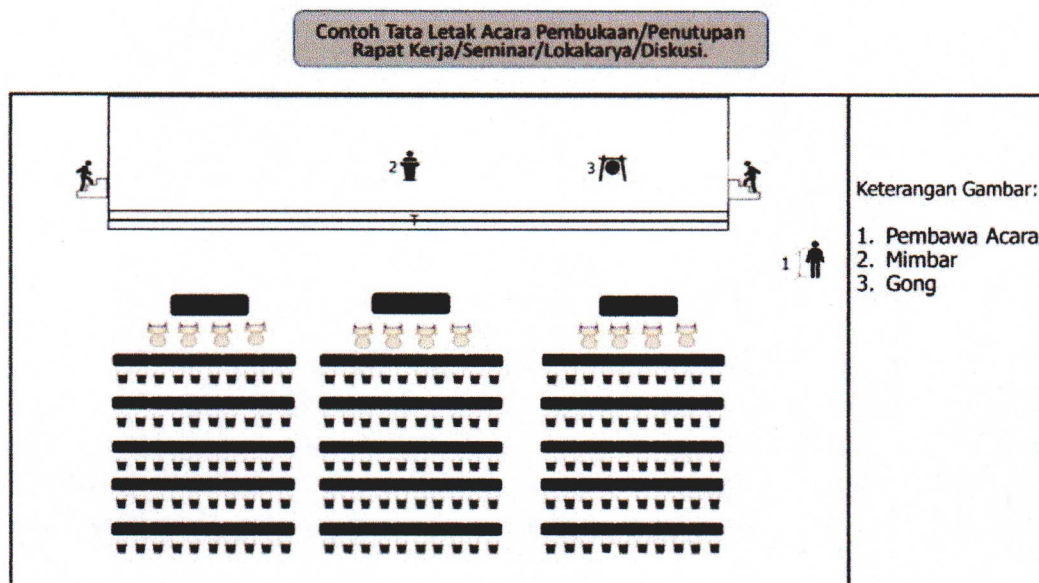 Contoh Tata Letak Acara Pembukaan/Penutupan
Rapat Kerja/Seminar/Lokakarya/Diskusi.
2
3
1
Keterangan Gambar:
1. Pembawa Acara
2. Mimbar
3. Gong